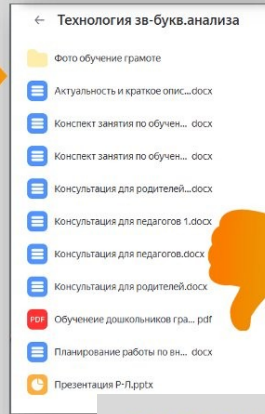 ← Технология зв-букв.анализа
Фото обучение грамоте
Актуальность и краткое опис...docx
Конспект занятия по обучен... docx
Конспект занятия по обучен... docx
Консультация для родителей...docx
Консультация для педагогов 1.docx
Консультация для педагогов.docx
Консультация для родителей.docx
PDF Обученеие дошкольников гра... pdf
Планирование работы по вн... docx
Презентация Р-Л.pptx